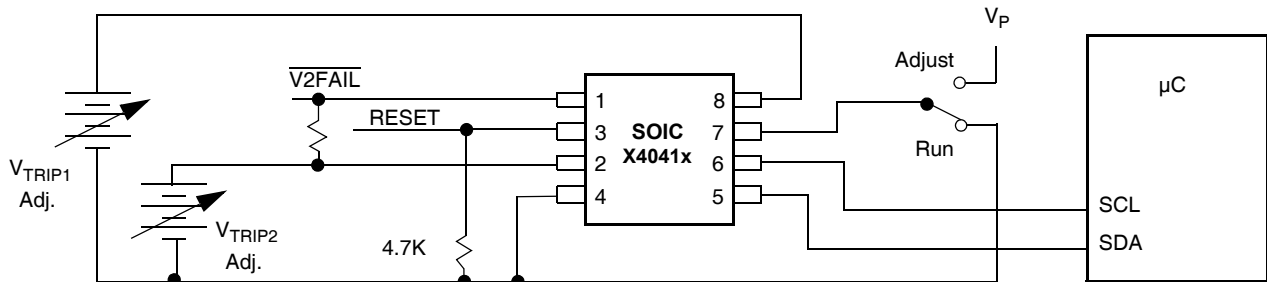 V_P
Adjust
V2FAIL
µC
1
8
RESET
SOIC
X4041x
3
7
Run
2
6
V_TRIP1
Adj.
4
5
SCL
V_TRIP2
Adj.
4.7K
SDA